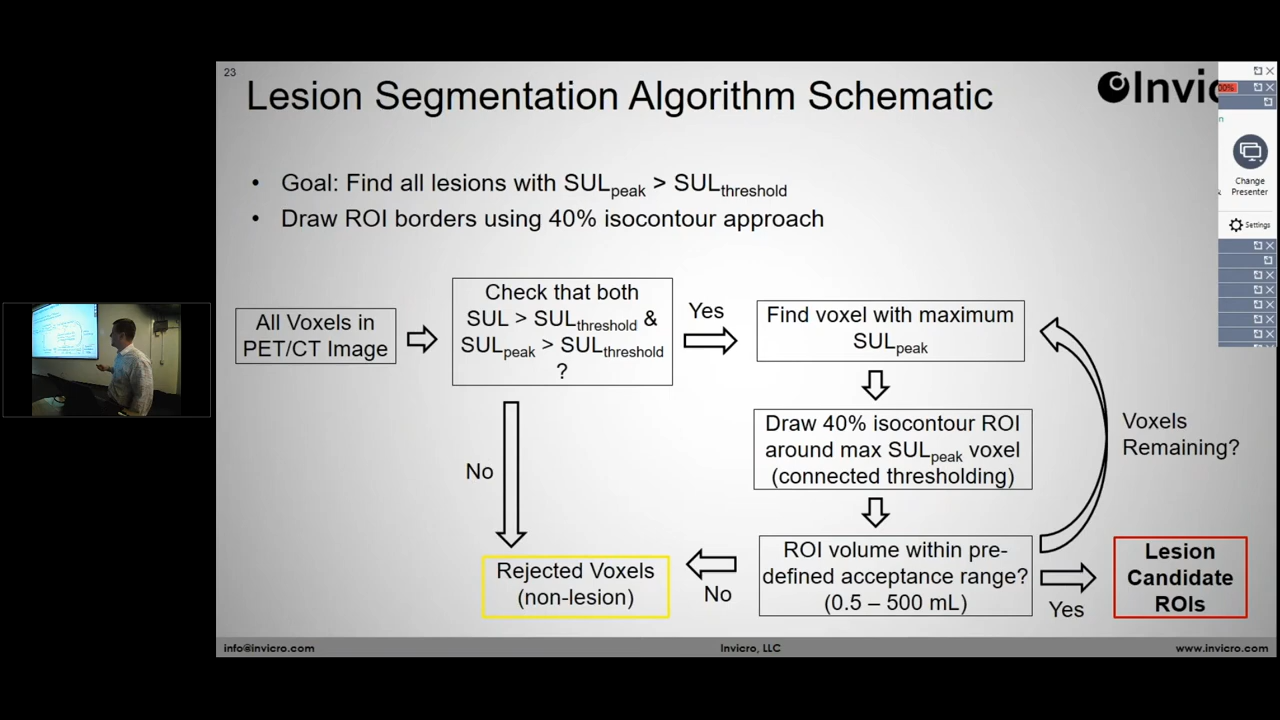 23
Lesion Segmentation Algorithm Schematic
Invic
00%
n
Change
Presenter
Settings
• Goal: Find all lesions with SULpeak > SULthreshold
• Draw ROI borders using 40% isocontour approach
All Voxels in
PET/CT Image
Check that both
SUL > SULthreshold &
SULpeak > SULthreshold
?
Yes
Find voxel with maximum
SULpeak
Draw 40% isocontour ROI
around max SULpeak voxel
(connected thresholding)
Voxels
Remaining?
No
ROI volume within pre-
defined acceptance range?
(0.5 – 500 mL)
No
Yes
Rejected Voxels
(non-lesion)
Lesion
Candidate
ROIs
info@invicro.com
Invicro, LLC
www.invicro.com